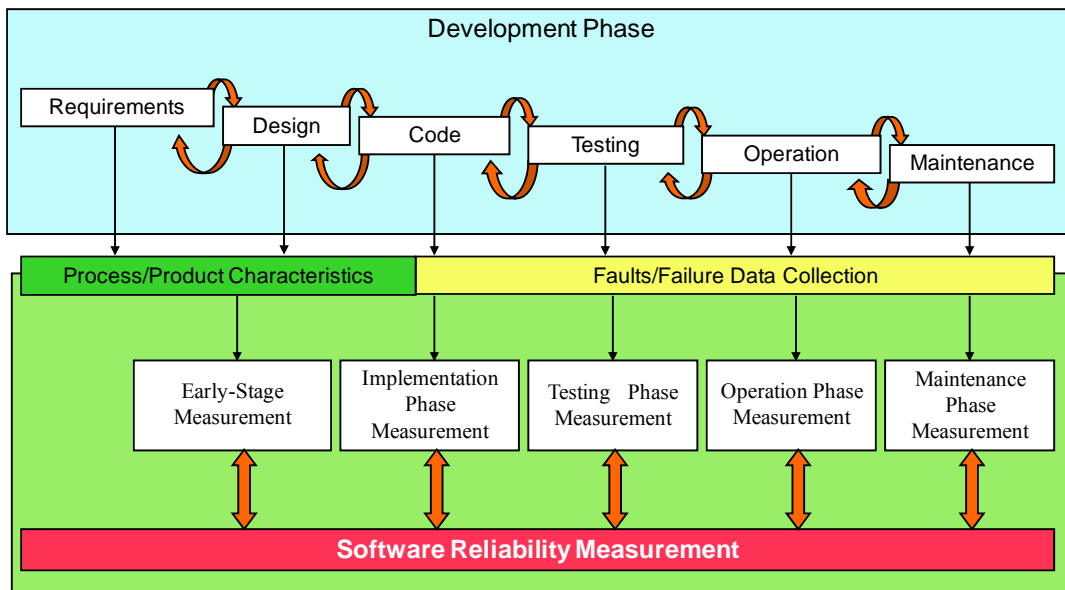 Development Phase
Requirements
Design
Code
Testing
Operation
Maintenance
Process/Product Characteristics
Faults/Failure Data Collection
Early-Stage
Measurement
Implementation
Phase
Measurement
Testing Phase
Measurement
Operation Phase
Measurement
Maintenance
Phase
Measurement
Software Reliability Measurement